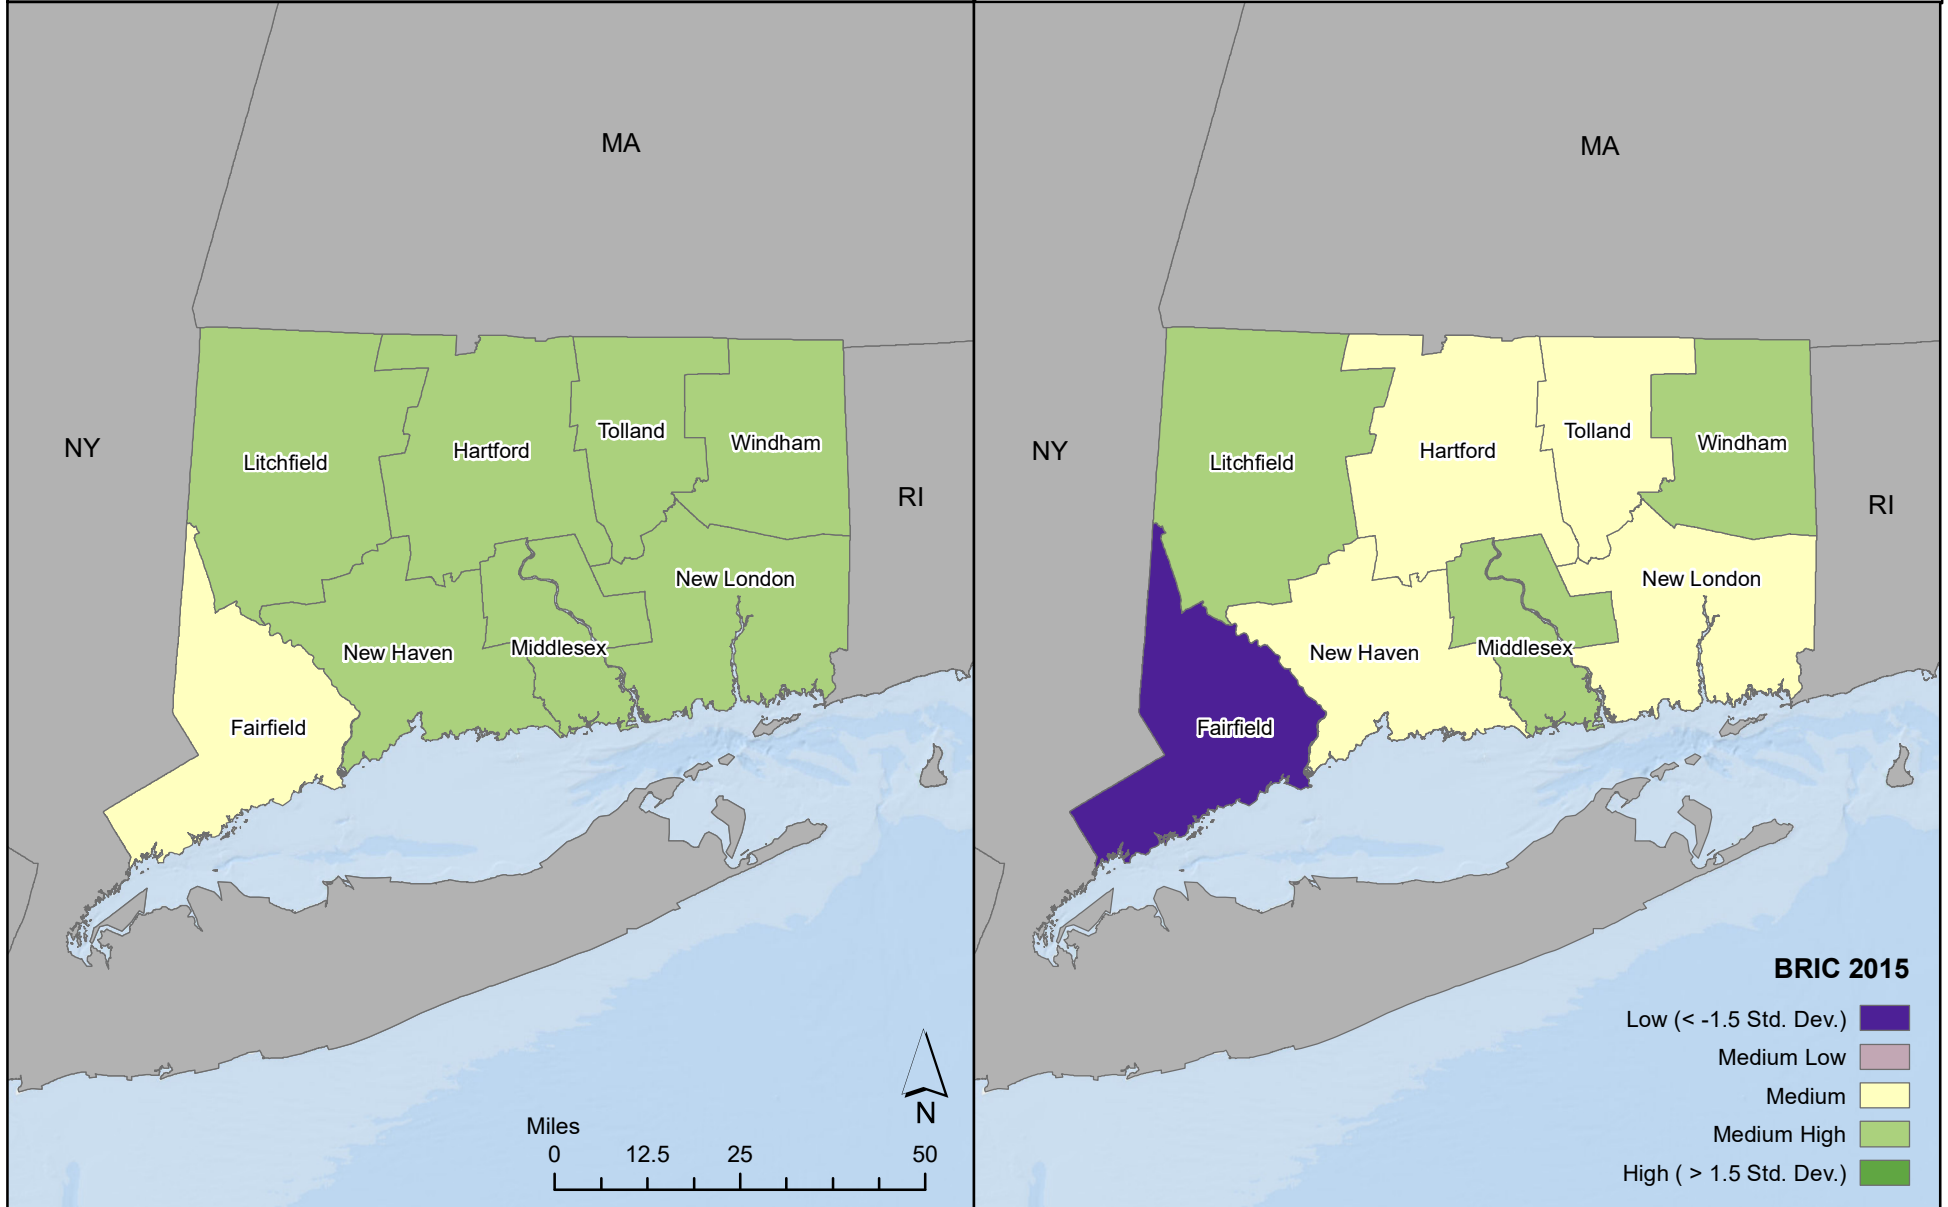 MA
NY
Litchfield
Hartford
Tolland
Windham
RI
New London
New Haven
Middlesex
Fairfield
N
Miles
0 12.5 25 50
MA
NY
Litchfield
Hartford
Tolland
Windham
RI
New London
New Haven
Middlesex
Fairfield
BRIC 2015
Low (< -1.5 Std. Dev.)
Medium Low
Medium
Medium High
High ( > 1.5 Std. Dev.)